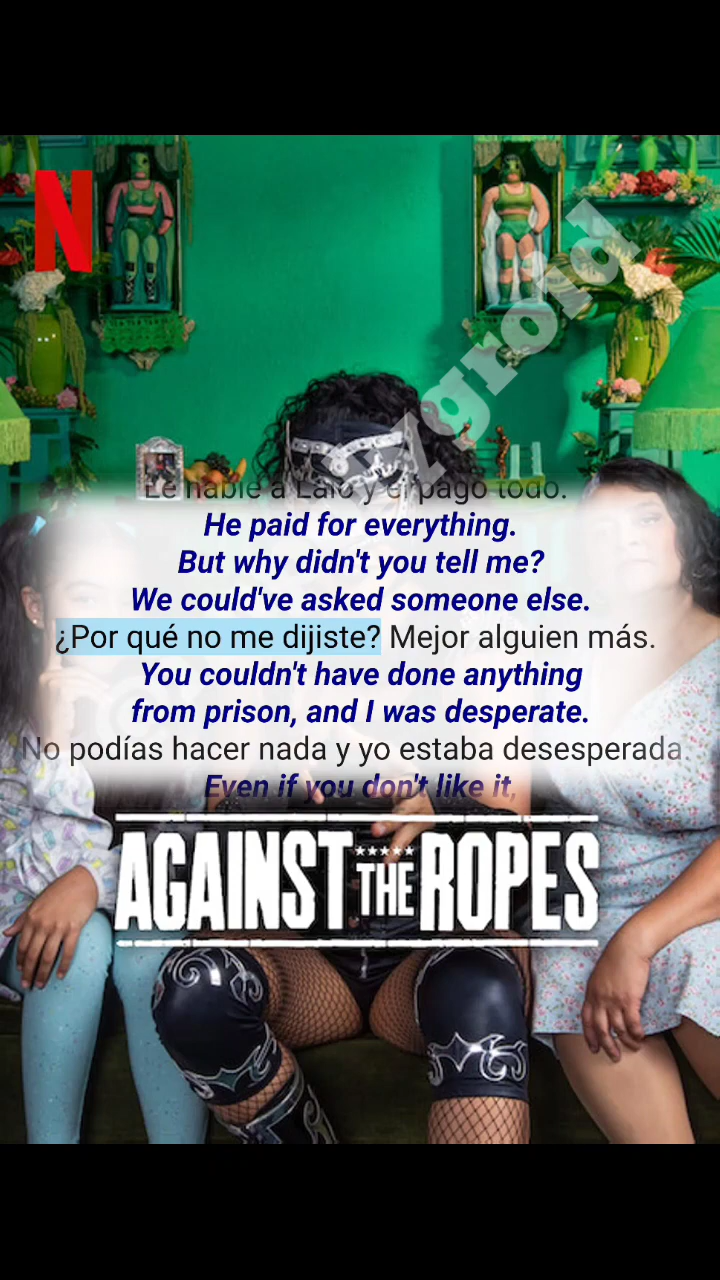 N
Lygroid
Le hablé a Lalo y él pagó todo.
He paid for everything.
But why didn't you tell me?
We could've asked someone else.
¿Por qué no me dijiste? Mejor alguien más.
You couldn't have done anything
from prison, and I was desperate.
No podías hacer nada y yo estaba desesperada.
Even if you don't like it,
AGAINST THE ROPES